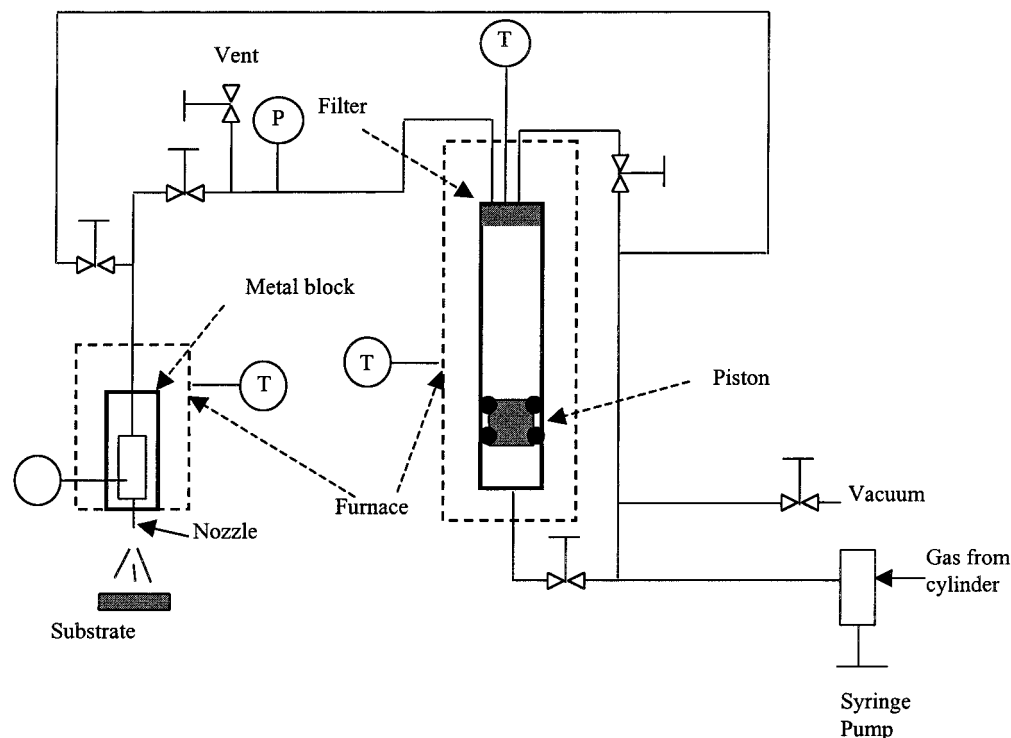 T
Vent
Filter
P
Metal block
T
T
Piston
Furnace
Vacuum
Nozzle
Gas from
cylinder
Substrate
Syringe
Pump